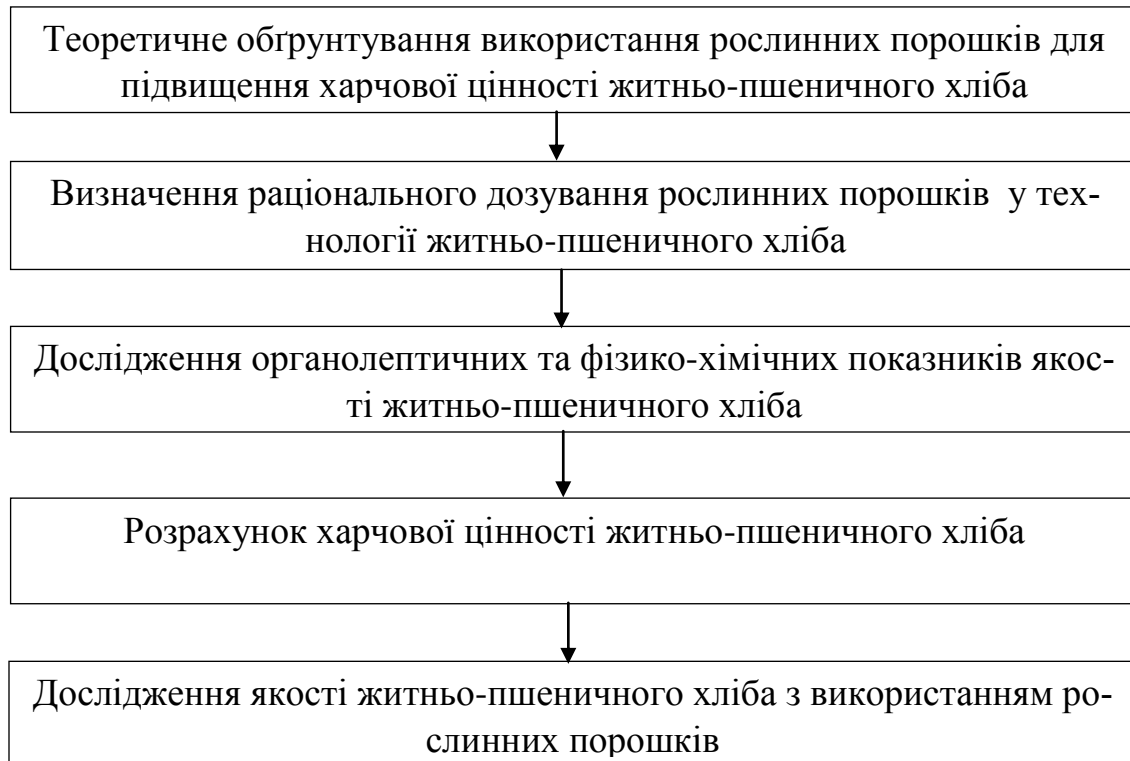 Теоретичне обґрунтування використання рослинних порошків для
підвищення харчової цінності житньо-пшеничного хліба
Визначення раціонального дозування рослинних порошків у тех-
нології житньо-пшеничного хліба
Дослідження органолептичних та фізико-хімічних показників якос-
ті житньо-пшеничного хліба
Розрахунок харчової цінності житньо-пшеничного хліба
Дослідження якості житньо-пшеничного хліба з використанням ро-
слинних порошків